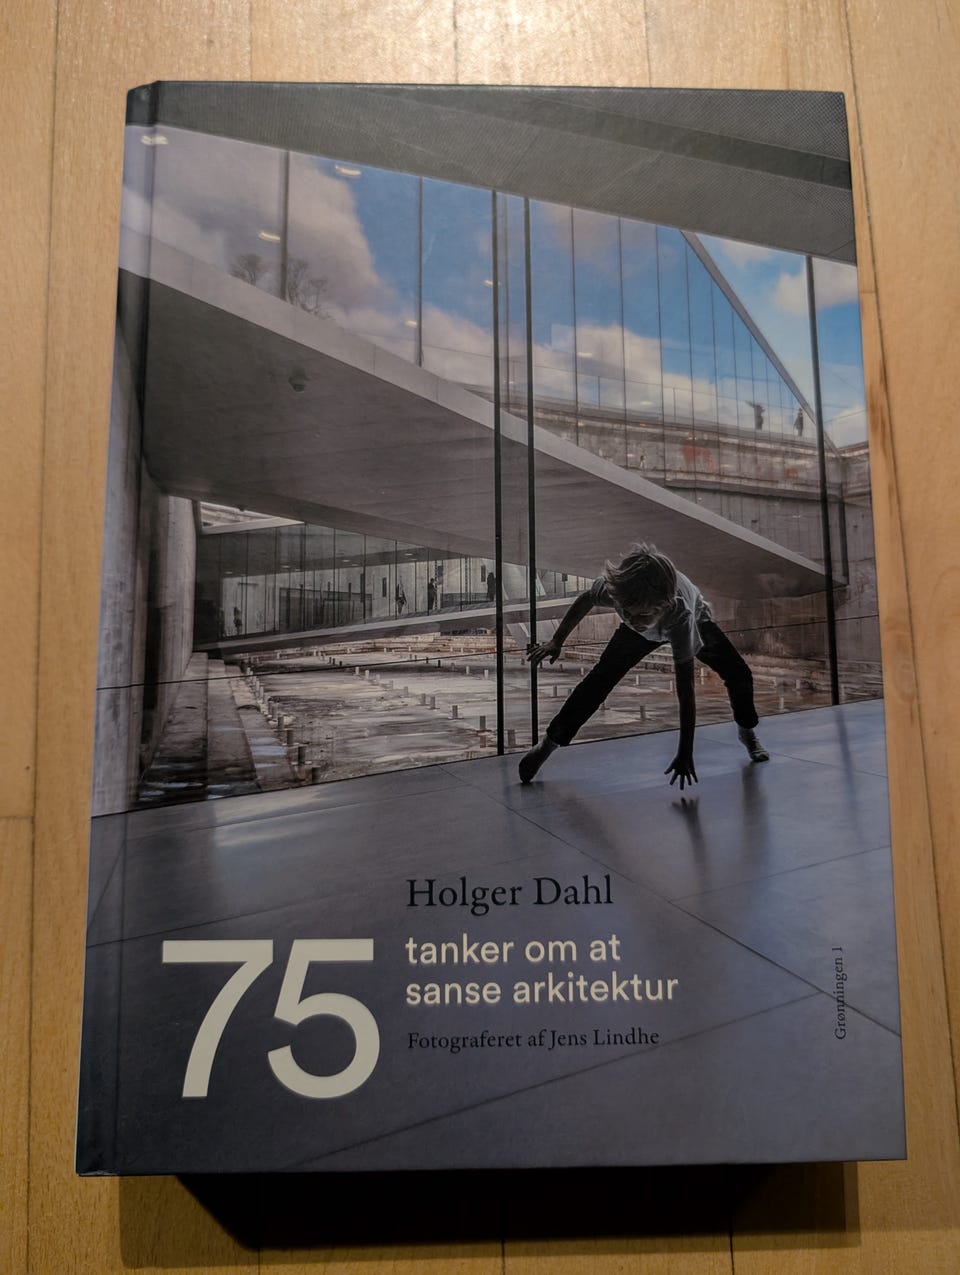 Holger Dahl
75
tanker om at
sanse arkitektur
Fotograferet af Jens Lindhe
Grønningen 1